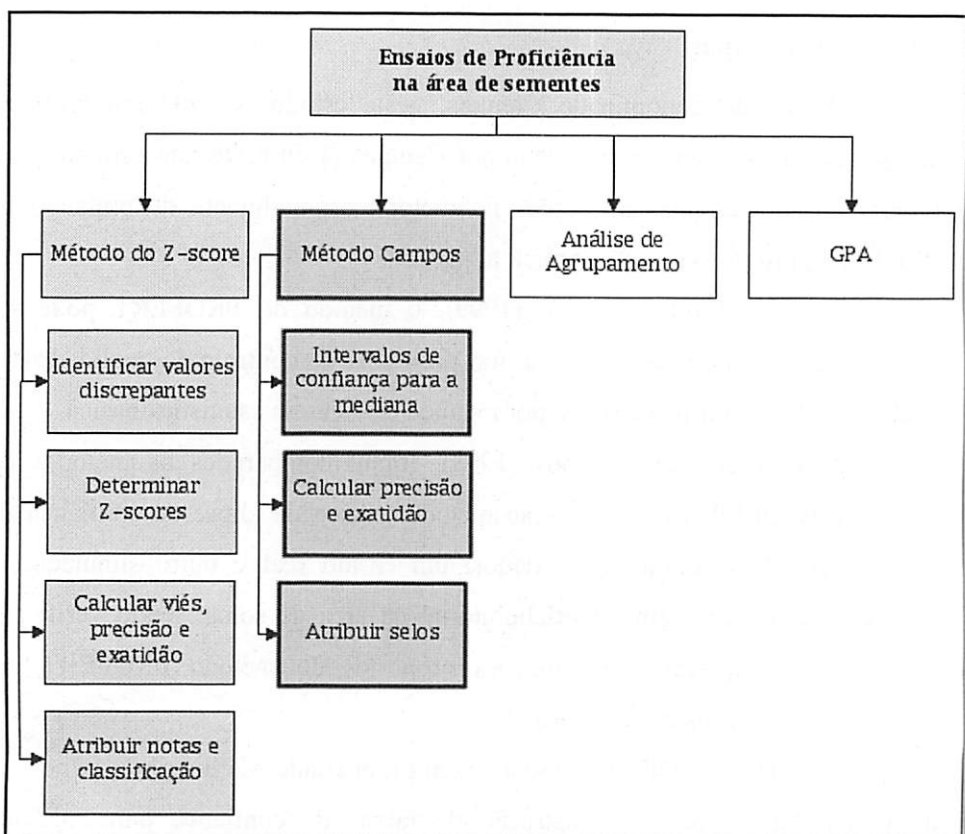 Ensaios de Proficiência
na área de sementes
Método do Z-score
Método Campos
Análise de
Agrupamento
GPA
Identificar valores
discrepantes
Intervalos de
confiança para a
mediana
Determinar
Z-scores
Calcular precisão
e exatidão
Calcular viés,
precisão e
exatidão
Atribuir selos
Atribuir notas e
classificação